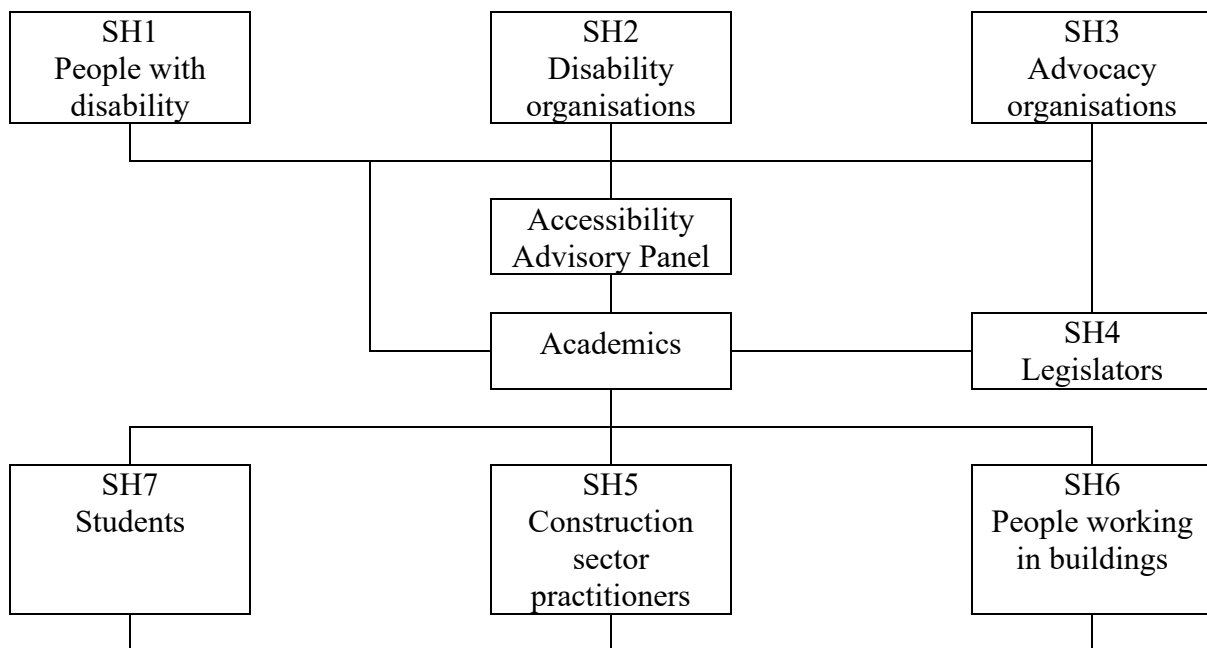 SH1
People with
disability
SH2
Disability
organisations
SH3
Advocacy
organisations
Accessibility
Advisory Panel
Academics
SH4
Legislators
SH7
Students
SH5
Construction
sector
practitioners
SH6
People working
in buildings